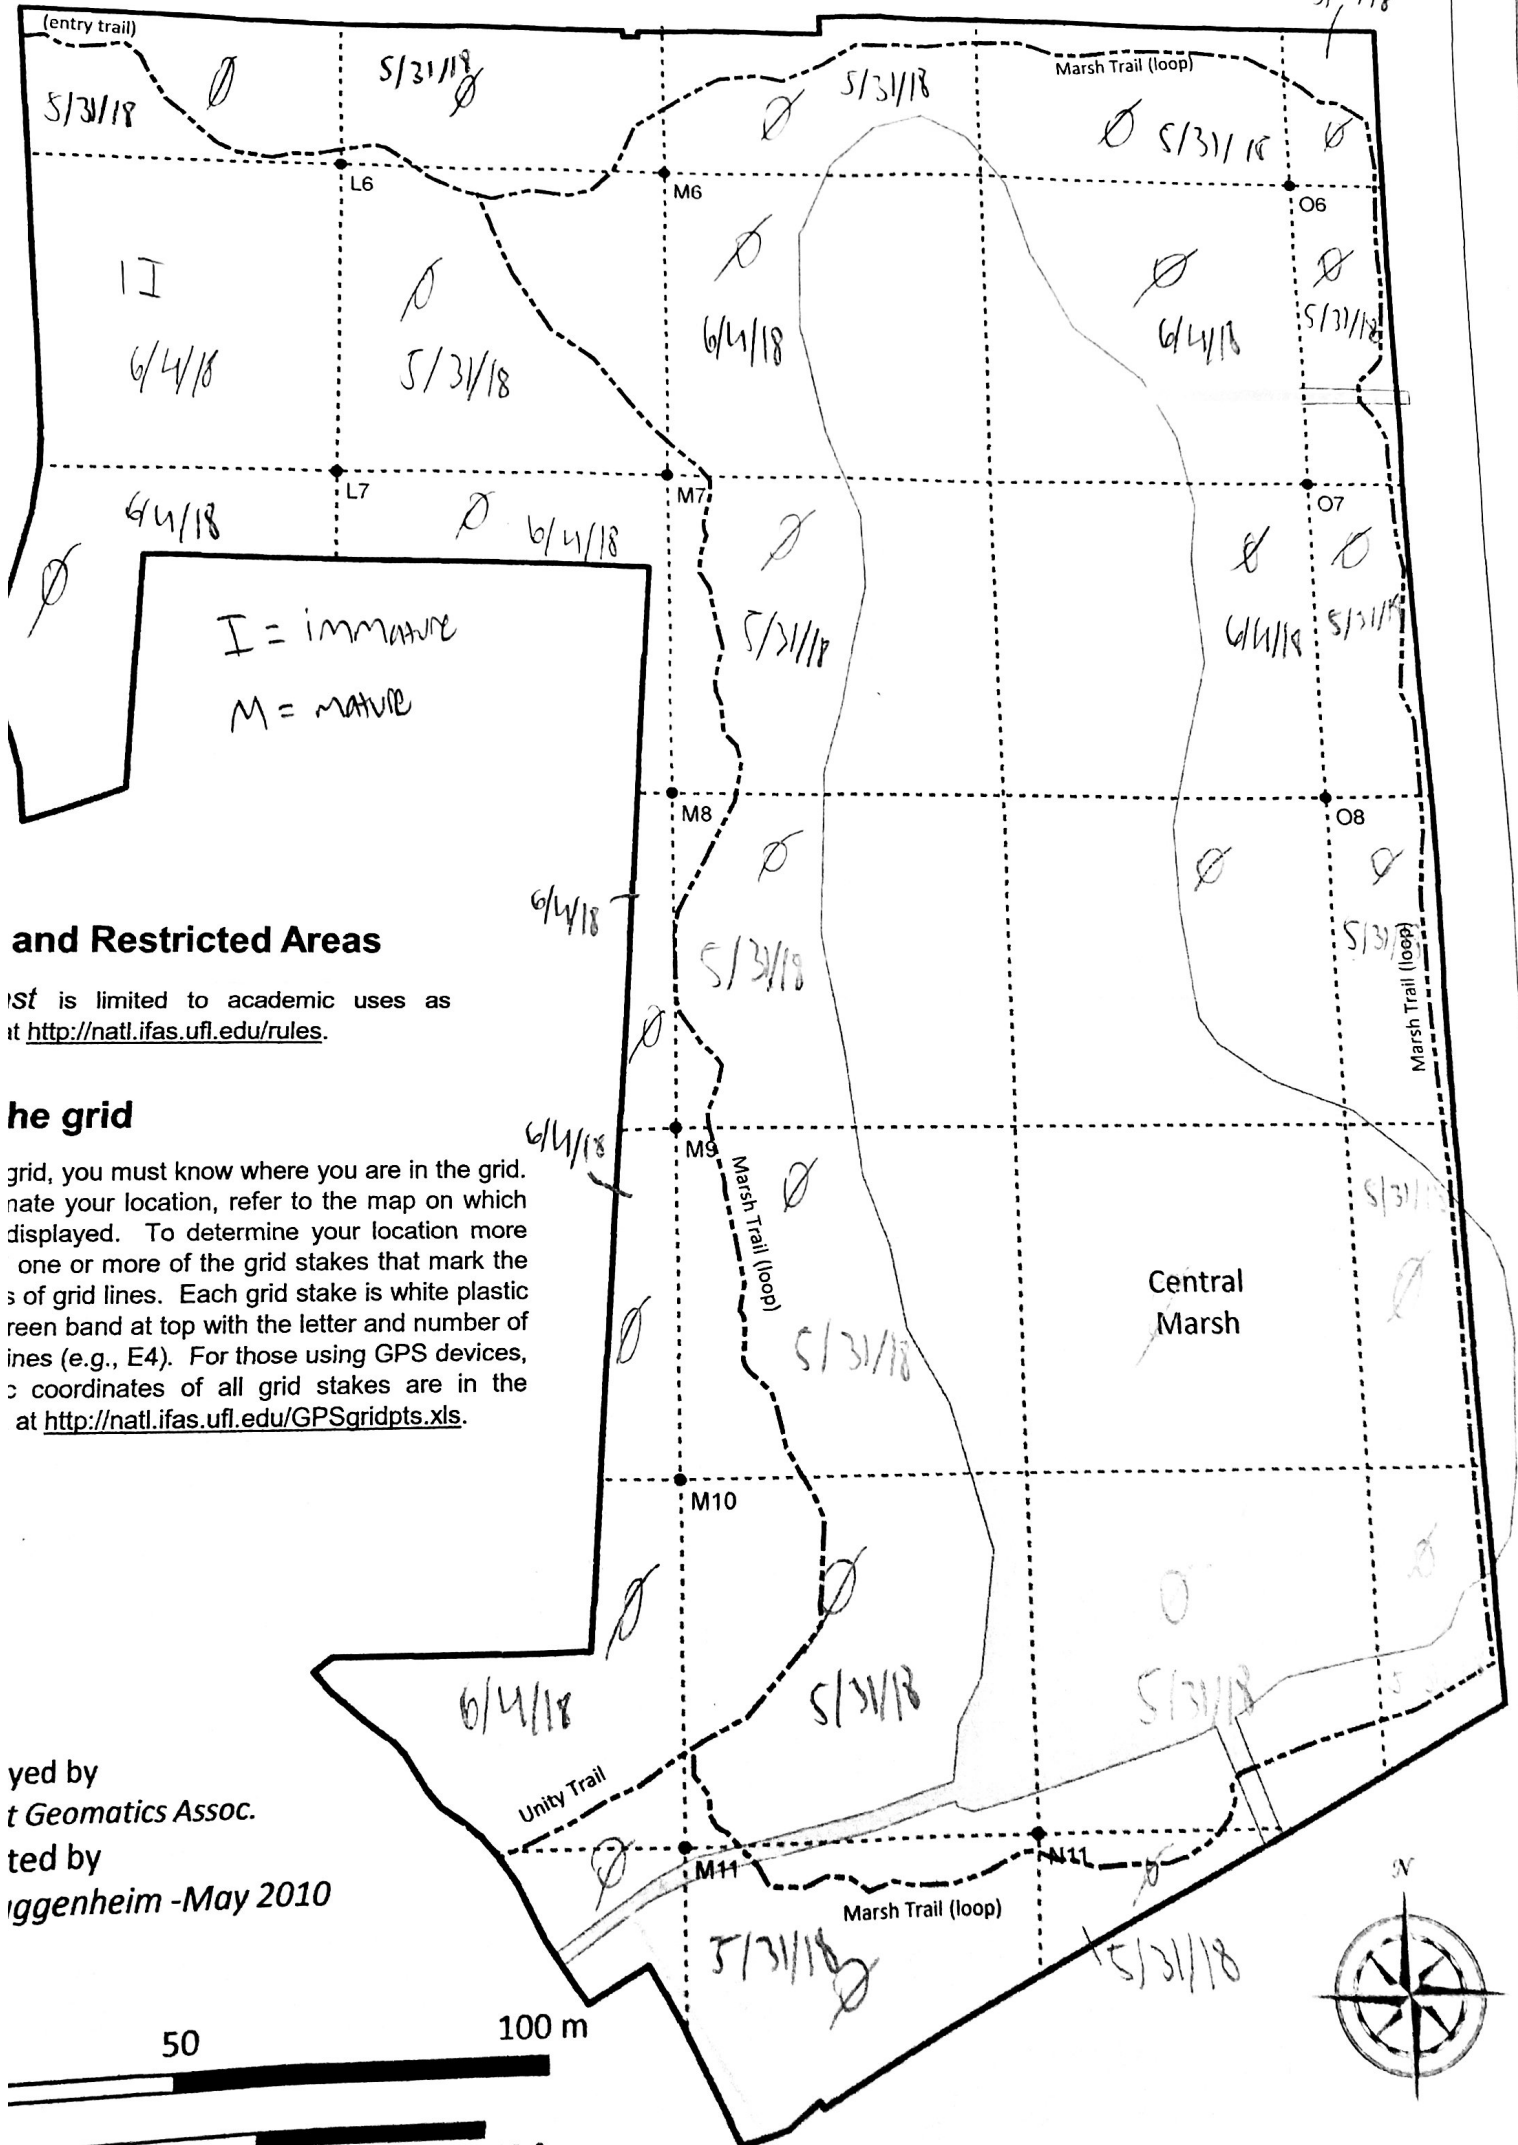 (entry trail)
5/31/18
Ø
5/31/18
Ø
Ø
5/31/18
Marsh Trail (loop)
Ø
5/31/18
Ø
L6
M6
O6
1 I
6/4/18
Ø
5/31/18
Ø
6/4/18
Ø
6/4/18
Ø
5/31/18
L7
M7
O7
6/4/18
Ø
Ø
6/4/18
Ø
5/31/18
Ø
6/4/18
Ø
5/31/18
I = immature
M = mature
M8
O8
Ø
Ø
Ø
6/4/18
5/31/18
5/31/18
Marsh Trail (loop)
and Restricted Areas
is limited to academic uses as
at http://natl.ifas.ufl.edu/rules.
Ø
he grid
6/4/18
M9
Marsh Trail (loop)
Ø
5/31/18
grid, you must know where you are in the grid.
nate your location, refer to the map on which
displayed. To determine your location more
one or more of the grid stakes that mark the
s of grid lines. Each grid stake is white plastic
reen band at top with the letter and number of
ines (e.g., E4). For those using GPS devices,
c coordinates of all grid stakes are in the
at http://natl.ifas.ufl.edu/GPSgridpts.xls.
Ø
5/31/18
Central
Marsh
Ø
M10
Ø
Ø
Ø
Ø
6/4/18
5/31/18
5/31/18
Unity Trail
yed by
t Geomatics Assoc.
ted by
ggenheim -May 2010
Ø
M11
N11
Ø
Marsh Trail (loop)
5/31/18
Ø
5/31/18
N
50
100 m